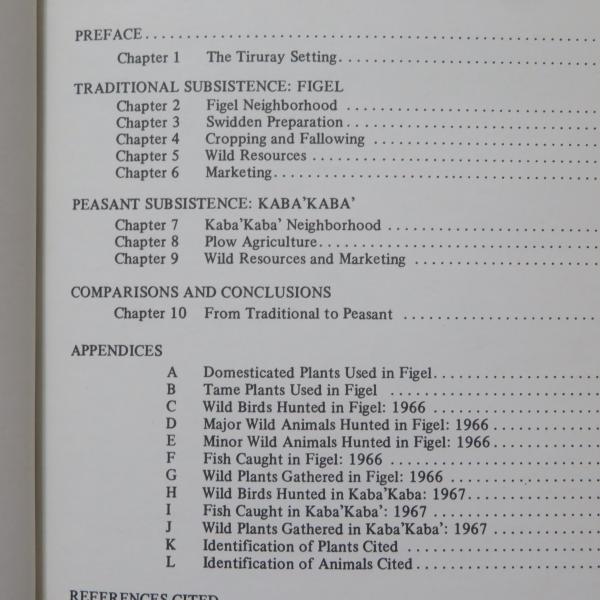 PREFACE
Chapter 1 The Tiruray Setting
TRADITIONAL SUBSISTENCE: FIGEL
Chapter 2 Figel Neighborhood
Chapter 3 Swidden Preparation
Chapter 4 Cropping and Fallowing
Chapter 5 Wild Resources
Chapter 6 Marketing
PEASANT SUBSISTENCE: KABA'KABA'
Chapter 7 Kaba'Kaba' Neighborhood
Chapter 8 Plow Agriculture
Chapter 9 Wild Resources and Marketing
COMPARISONS AND CONCLUSIONS
Chapter 10 From Traditional to Peasant
APPENDICES
A Domesticated Plants Used in Figel
B Tame Plants Used in Figel
C Wild Birds Hunted in Figel: 1966
D Major Wild Animals Hunted in Figel: 1966
E Minor Wild Animals Hunted in Figel: 1966
F Fish Caught in Figel: 1966
G Wild Plants Gathered in Figel: 1966
H Wild Birds Hunted in Kaba'Kaba: 1967
I Fish Caught in Kaba'Kaba': 1967
J Wild Plants Gathered in Kaba'Kaba': 1967
K Identification of Plants Cited
L Identification of Animals Cited
REFERENCES CITED